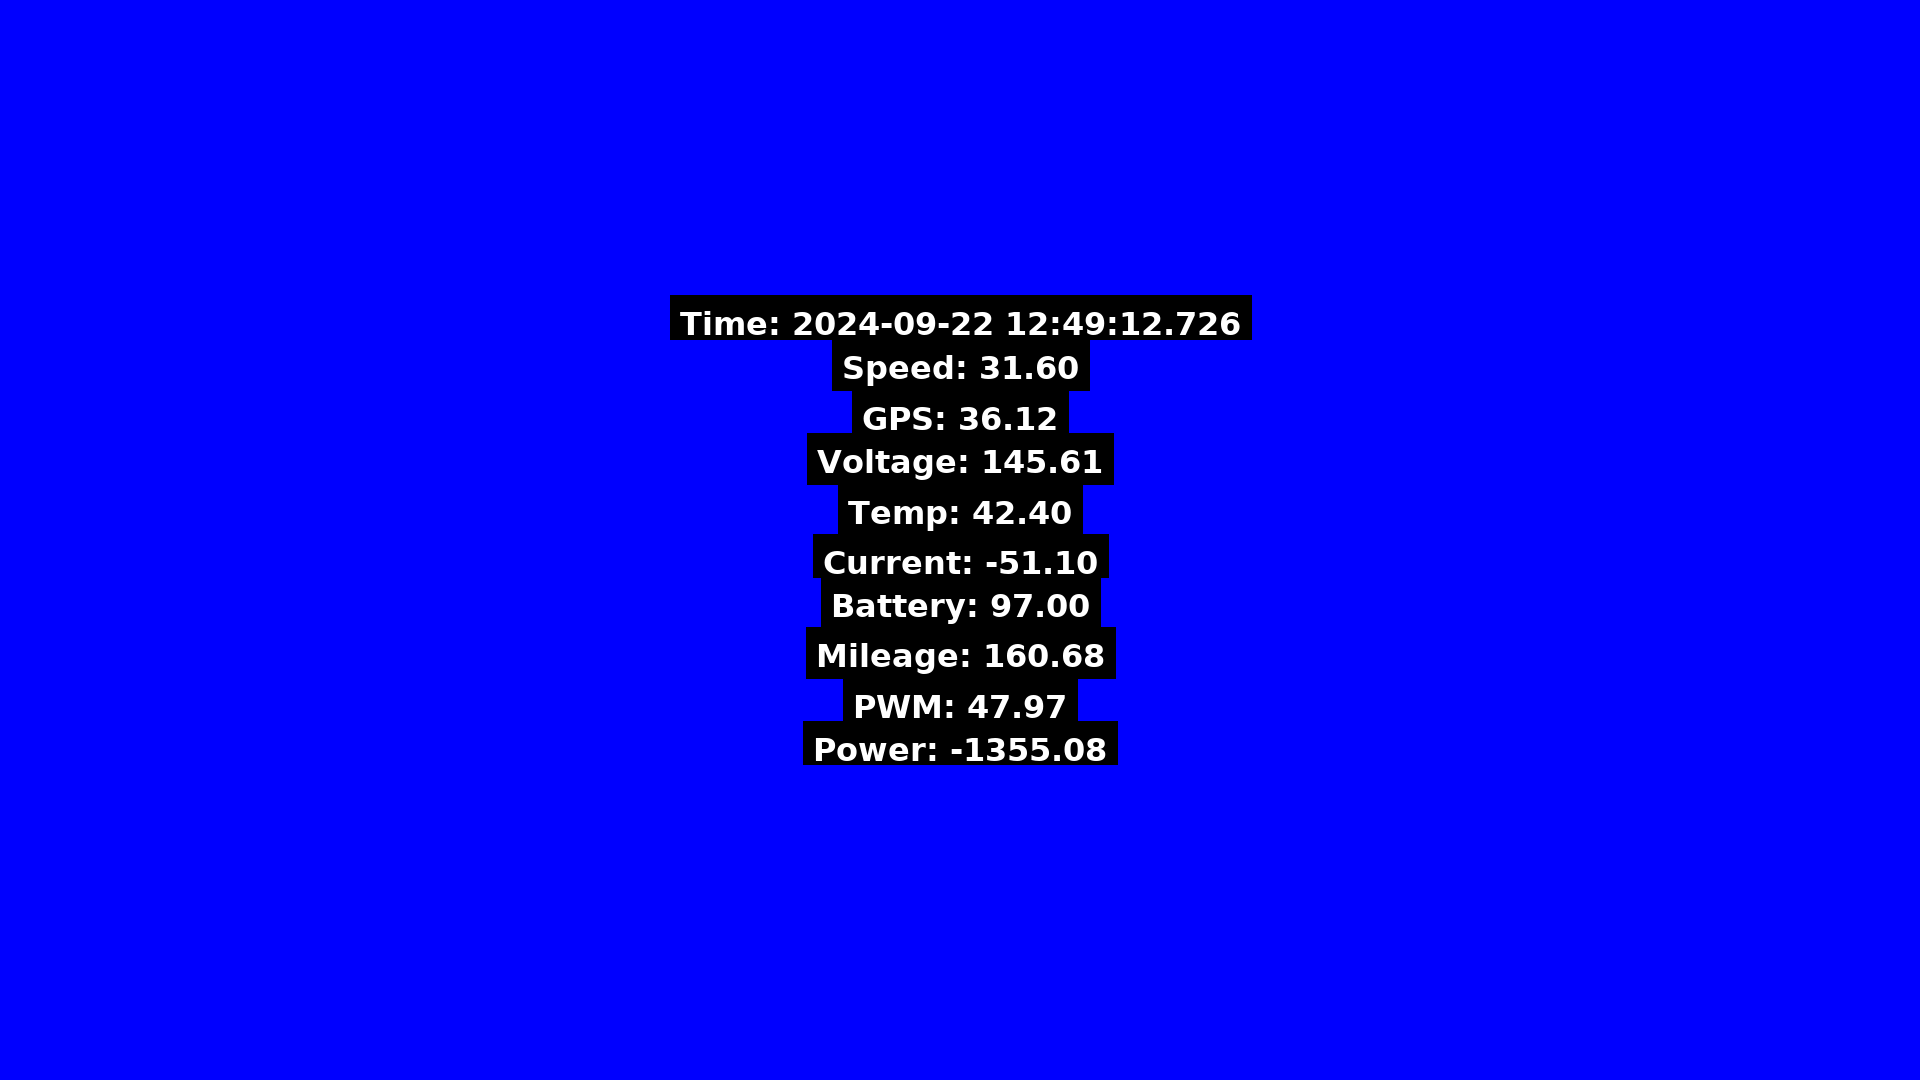 Time: 2024-09-22 12:49:12.726
Speed: 31.60
GPS: 36.12
Voltage: 145.61
Temp: 42.40
Current: -51.10
Battery: 97.00
Mileage: 160.68
PWM: 47.97
Power: -1355.08